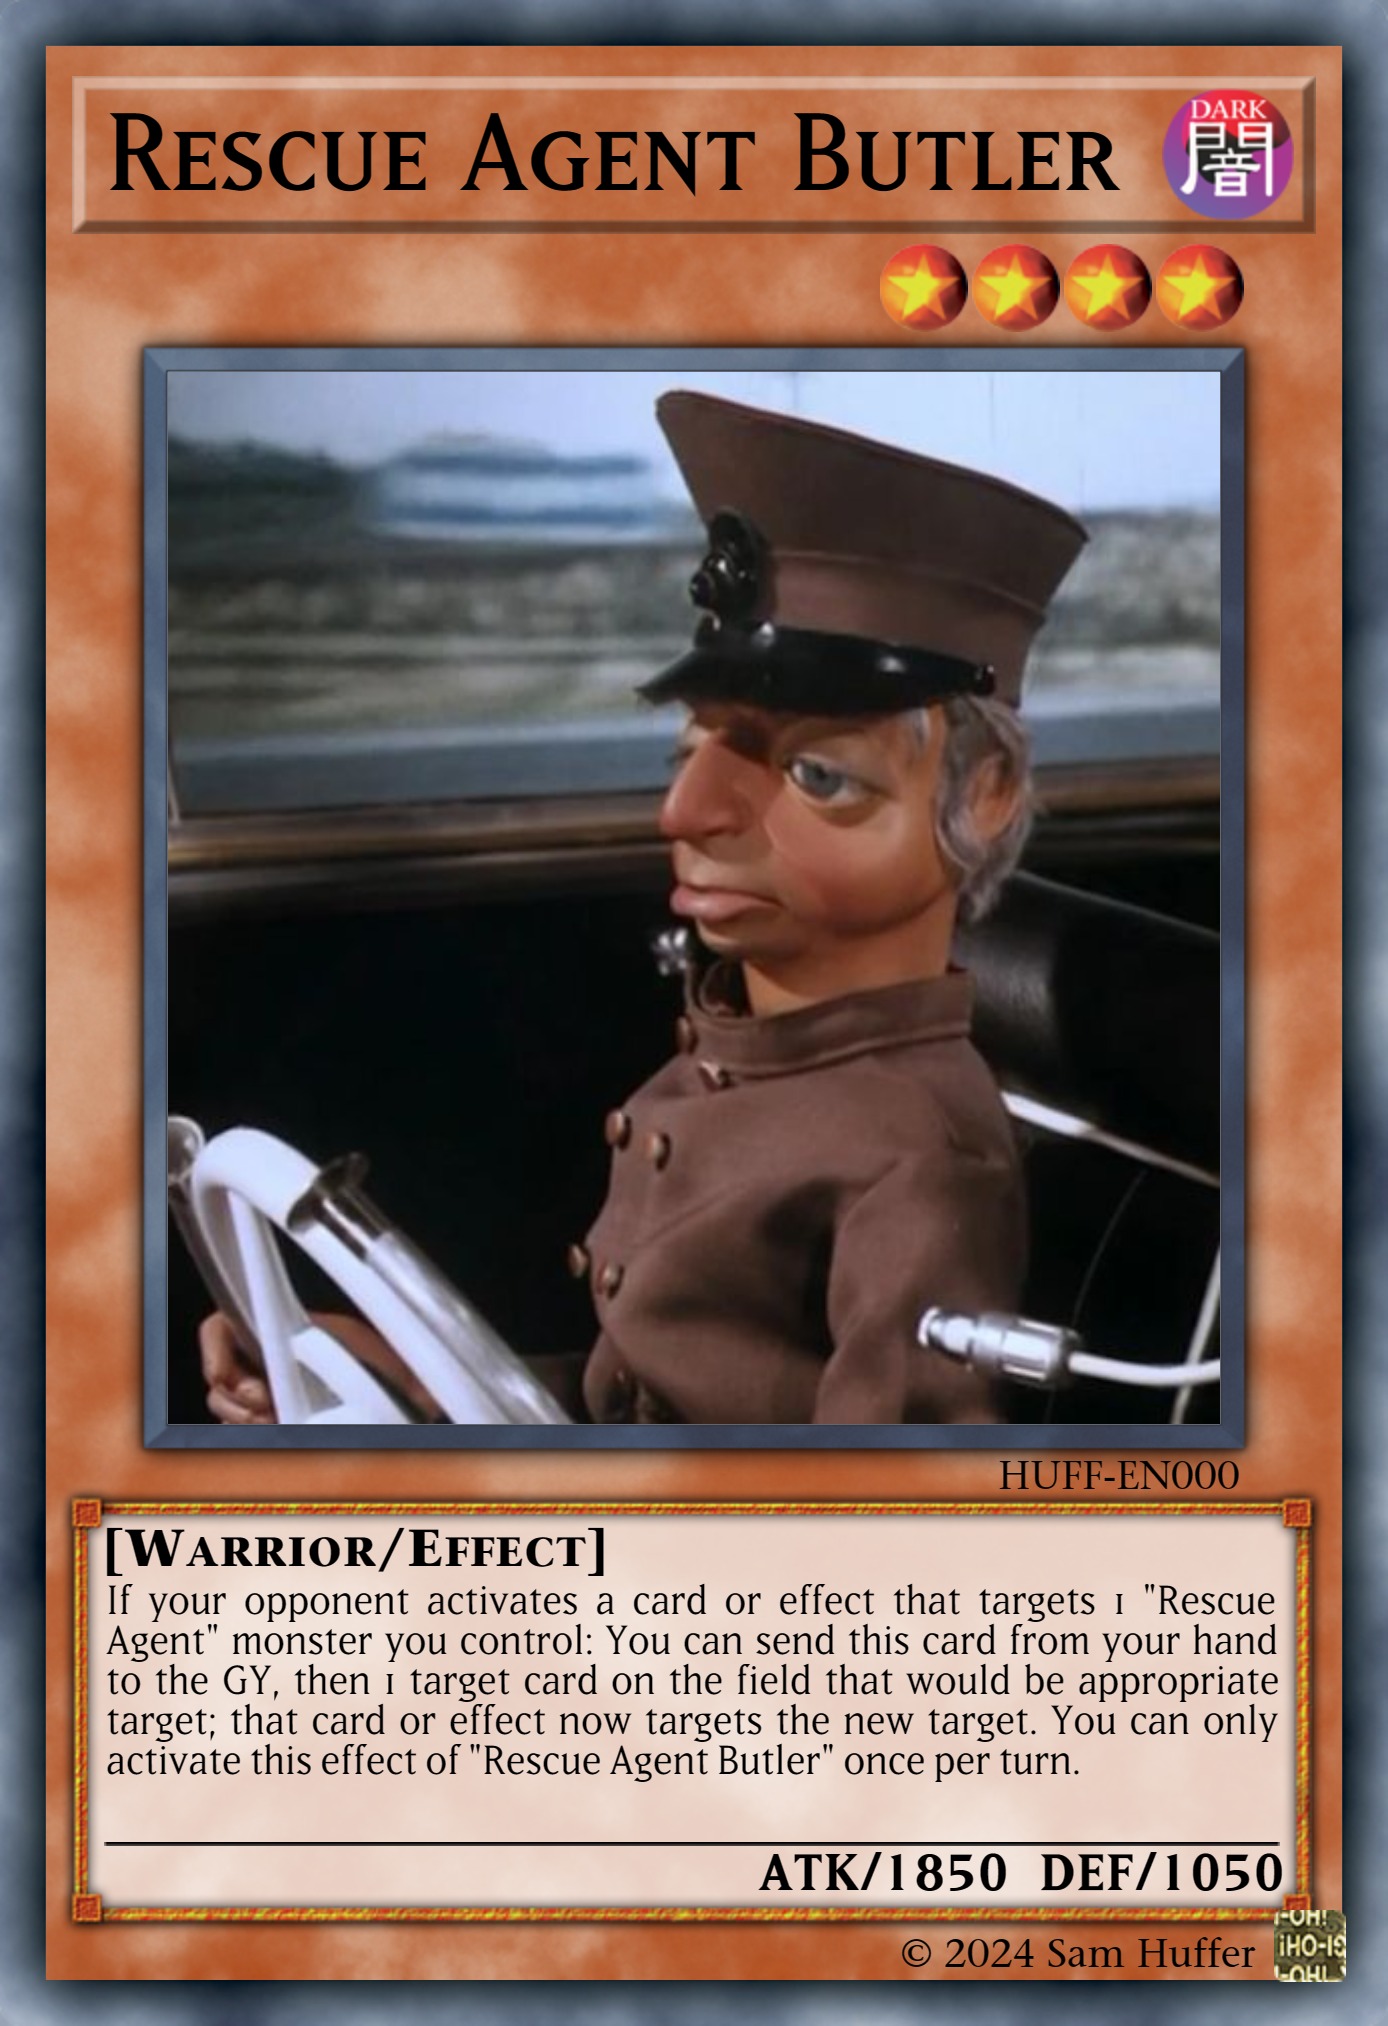 Rescue Agent Butler
DARK
闇
HUFF-EN000
[Warrior/Effect]
If your opponent activates a card or effect that targets 1 "Rescue
Agent" monster you control: You can send this card from your hand
to the GY, then 1 target card on the field that would be appropriate
target; that card or effect now targets the new target. You can only
activate this effect of "Rescue Agent Butler" once per turn.
ATK/1850 DEF/1050
© 2024 Sam Huffer